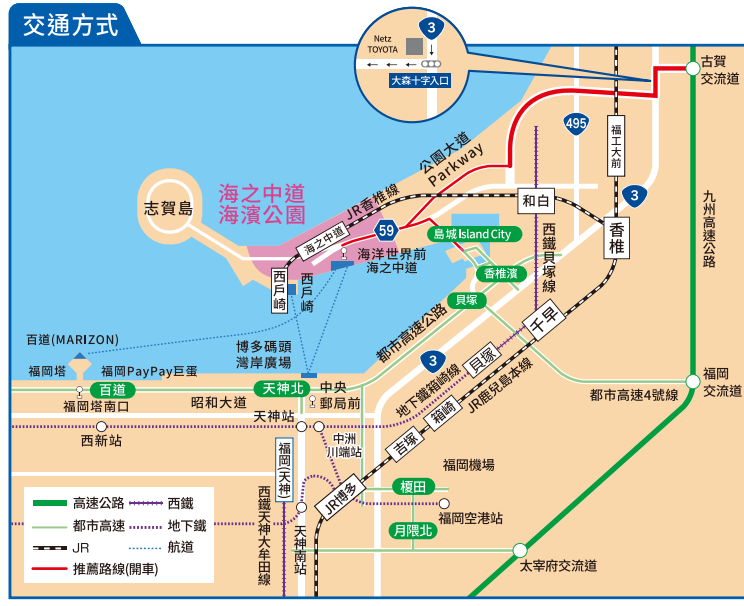 交通方式
3
Netz
TOYOTA
大森十字入口
古賀
交流道
495
福工大前
公園大道
Parkway
3
海之中道
海濱公園
JR香椎線
和白
志賀島
九州高速公路
59
島城Island City
香椎
海之中道
海洋世界前
海之中道
西鐵貝塚線
西戶崎
西戶崎
香椎濱
貝塚
千早
百道(MARIZON)
博多碼頭
灣岸廣場
都市高速公路
3
貝塚
福岡塔
福岡PayPay巨蛋
地下鐵箱崎線
JR鹿兒島本線
福岡
交流道
百道
天神北
中央
郵局前
都市高速4號線
福岡塔南口
昭和大道
天神站
箱崎
西新站
中洲
川端站
吉塚
福岡(天神)
福岡機場
JR博多
榎田
福岡空港站
月隈北
西鐵天神大牟田線
天神南站
太宰府交流道
高速公路
西鐵
都市高速
地下鐵
JR
航道
推薦路線(開車)